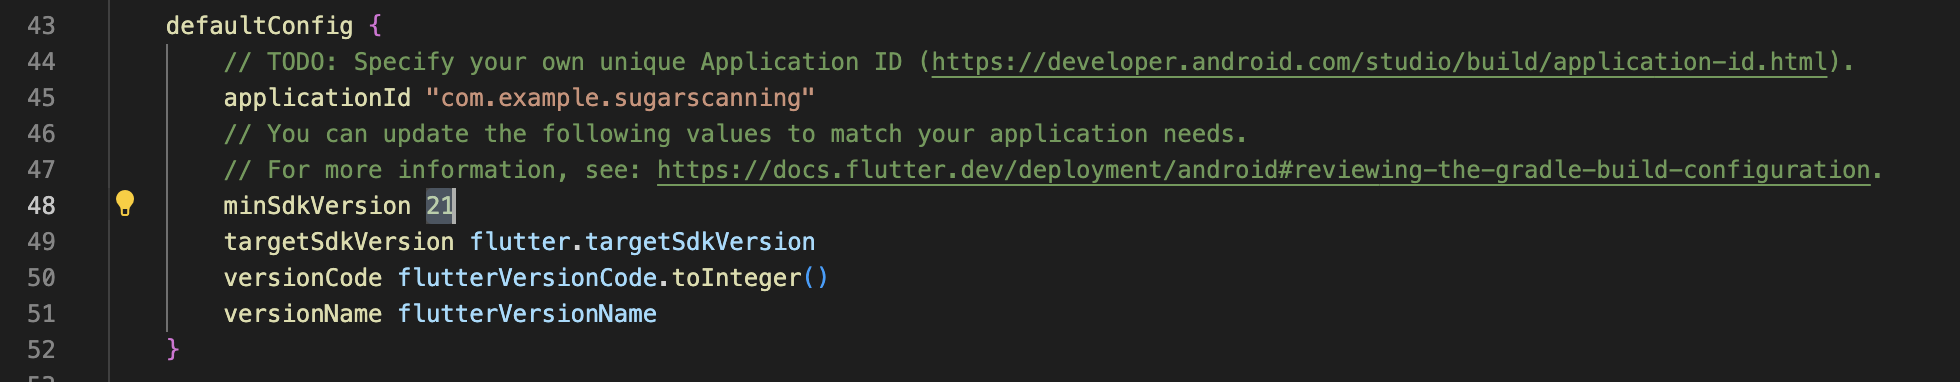 43 defaultConfig {
44 // TODO: Specify your own unique Application ID (https://developer.android.com/studio/build/application-id.html).
45 applicationId "com.example.sugarscanning"
46 // You can update the following values to match your application needs.
47 // For more information, see: https://docs.flutter.dev/deployment/android#reviewing-the-gradle-build-configuration.
48 minSdkVersion 21
49 targetSdkVersion flutter.targetSdkVersion
50 versionCode flutterVersionCode.toInteger()
51 versionName flutterVersionName
52 }
53